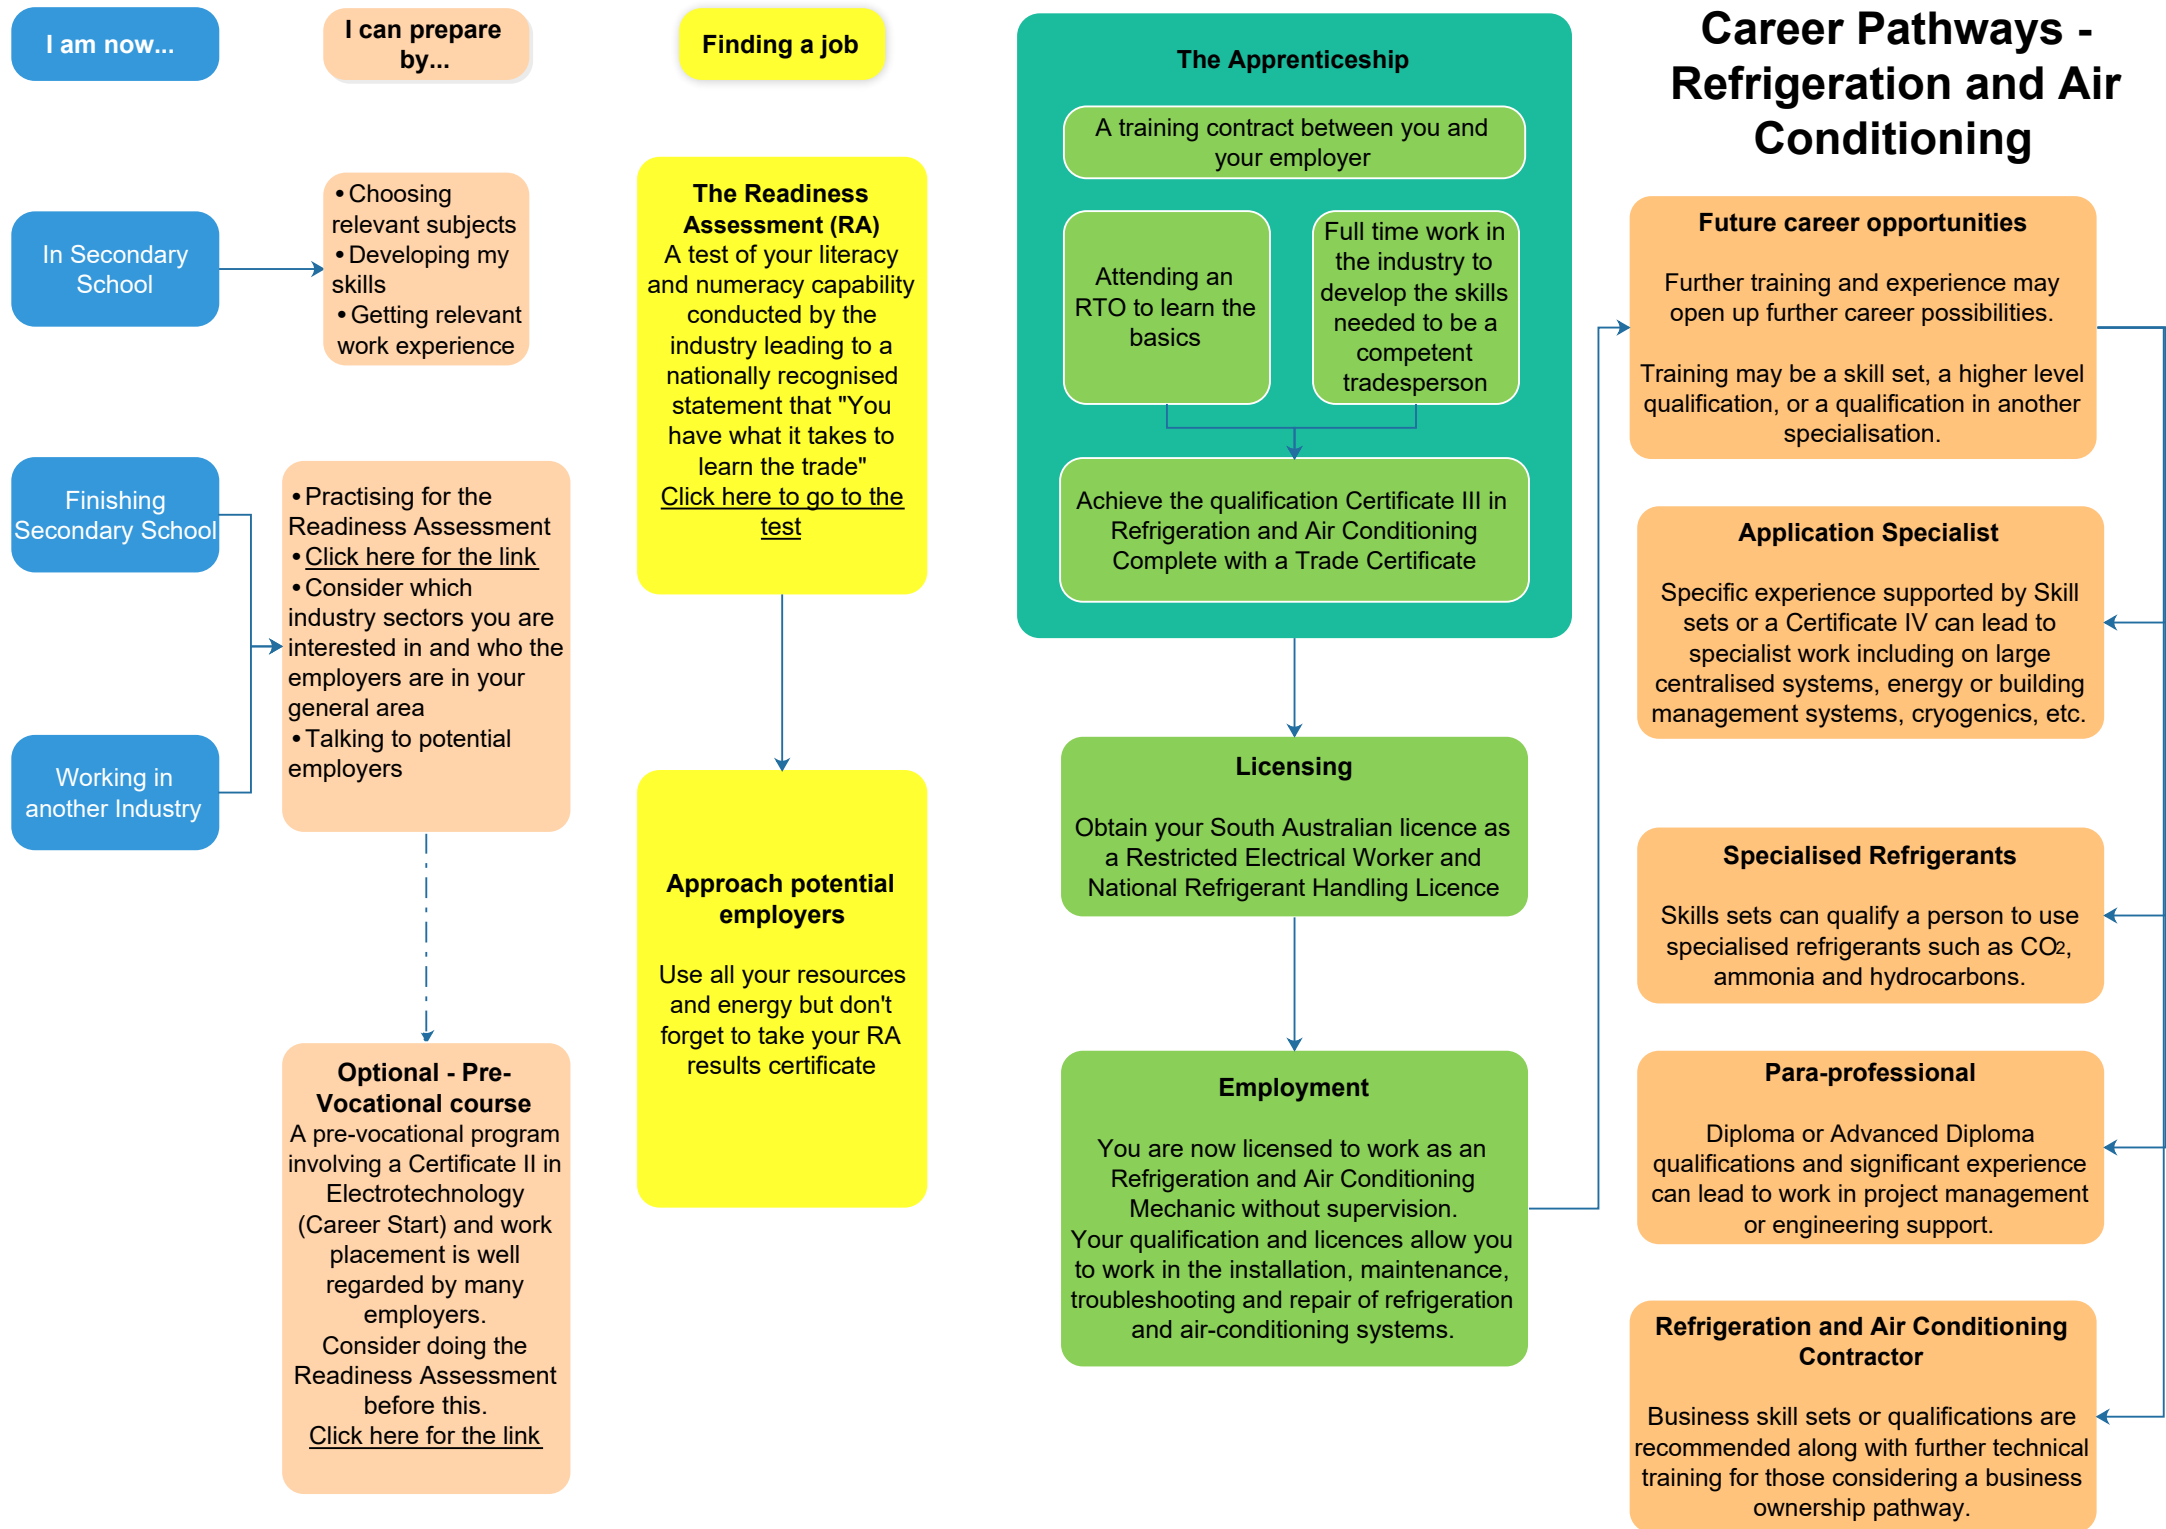 I am now...
I can prepare
by...
Finding a job
The Apprenticeship
Career Pathways -
Refrigeration and Air
Conditioning
In Secondary
School
• Choosing
relevant subjects
• Developing my
skills
• Getting relevant
work experience
Finishing
Secondary School
Working in
another Industry
• Practising for the
Readiness Assessment
• Click here for the link
• Consider which
industry sectors you are
interested in and who the
employers are in your
general area
• Talking to potential
employers
Optional - Pre-
Vocational course
A pre-vocational program
involving a Certificate II in
Electrotechnology
(Career Start) and work
placement is well
regarded by many
employers.
Consider doing the
Readiness Assessment
before this.
Click here for the link
The Readiness
Assessment (RA)
A test of your literacy
and numeracy capability
conducted by the
industry leading to a
nationally recognised
statement that "You
have what it takes to
learn the trade"
Click here to go to the
test
Approach potential
employers
Use all your resources
and energy but don't
forget to take your RA
results certificate
A training contract between you and
your employer
Attending an
RTO to learn the
basics
Full time work in
the industry to
develop the skills
needed to be a
competent
tradesperson
Achieve the qualification Certificate III in
Refrigeration and Air Conditioning
Complete with a Trade Certificate
Licensing
Obtain your South Australian licence as
a Restricted Electrical Worker and
National Refrigerant Handling Licence
Employment
You are now licensed to work as an
Refrigeration and Air Conditioning
Mechanic without supervision.
Your qualification and licences allow you
to work in the installation, maintenance,
troubleshooting and repair of refrigeration
and air-conditioning systems.
Future career opportunities
Further training and experience may
open up further career possibilities.
Training may be a skill set, a higher level
qualification, or a qualification in another
specialisation.
Application Specialist
Specific experience supported by Skill
sets or a Certificate IV can lead to
specialist work including on large
centralised systems, energy or building
management systems, cryogenics, etc.
Specialised Refrigerants
Skills sets can qualify a person to use
specialised refrigerants such as CO2,
ammonia and hydrocarbons.
Para-professional
Diploma or Advanced Diploma
qualifications and significant experience
can lead to work in project management
or engineering support.
Refrigeration and Air Conditioning
Contractor
Business skill sets or qualifications are
recommended along with further technical
training for those considering a business
ownership pathway.